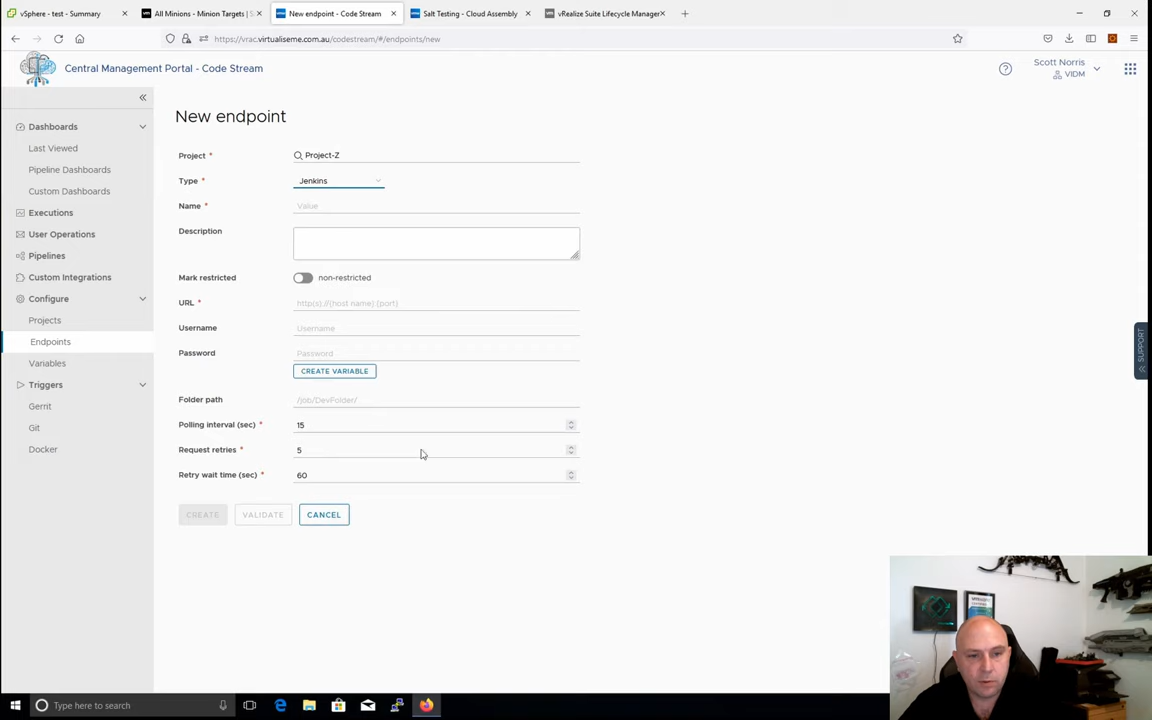 vSphere - test - Summary
All Minions - Minion Targets | S
New endpoint - Code Stream
Salt Testing - Cloud Assembly
vRealize Suite Lifecycle Manager
https://vrac.virtualiseme.com.au/codestream/#/endpoints/new
Central Management Portal - Code Stream
Scott Norris
VIDM
Dashboards
Last Viewed
Pipeline Dashboards
Custom Dashboards
Executions
User Operations
Pipelines
Custom Integrations
Configure
Projects
Endpoints
Variables
Triggers
Gerrit
Git
Docker
New endpoint
Project * Project-Z
Type * Jenkins
Name * Value
Description
Mark restricted non-restricted
URL * http(s)://{host name}:{port}
Username Username
Password Password
CREATE VARIABLE
Folder path /job/DevFolder/
Polling interval (sec) * 15
Request retries * 5
Retry wait time (sec) * 60
CREATE VALIDATE CANCEL
SUPPORT
Type here to search